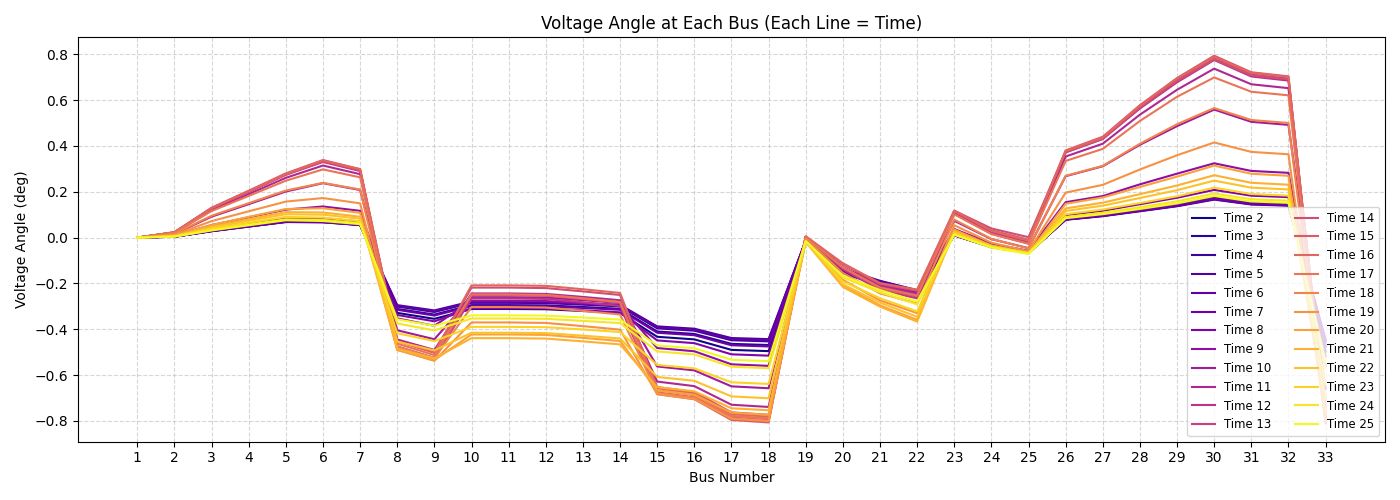 Voltage Angle at Each Bus (Each Line = Time)
Voltage Angle (deg)
0.8
0.6
0.4
0.2
0.0
−0.2
−0.4
−0.6
−0.8
Time 2
Time 3
Time 4
Time 5
Time 6
Time 7
Time 8
Time 9
Time 10
Time 11
Time 12
Time 13
Time 14
Time 15
Time 16
Time 17
Time 18
Time 19
Time 20
Time 21
Time 22
Time 23
Time 24
Time 25
1 2 3 4 5 6 7 8 9 10 11 12 13 14 15 16 17 18 19 20 21 22 23 24 25 26 27 28 29 30 31 32 33
Bus Number